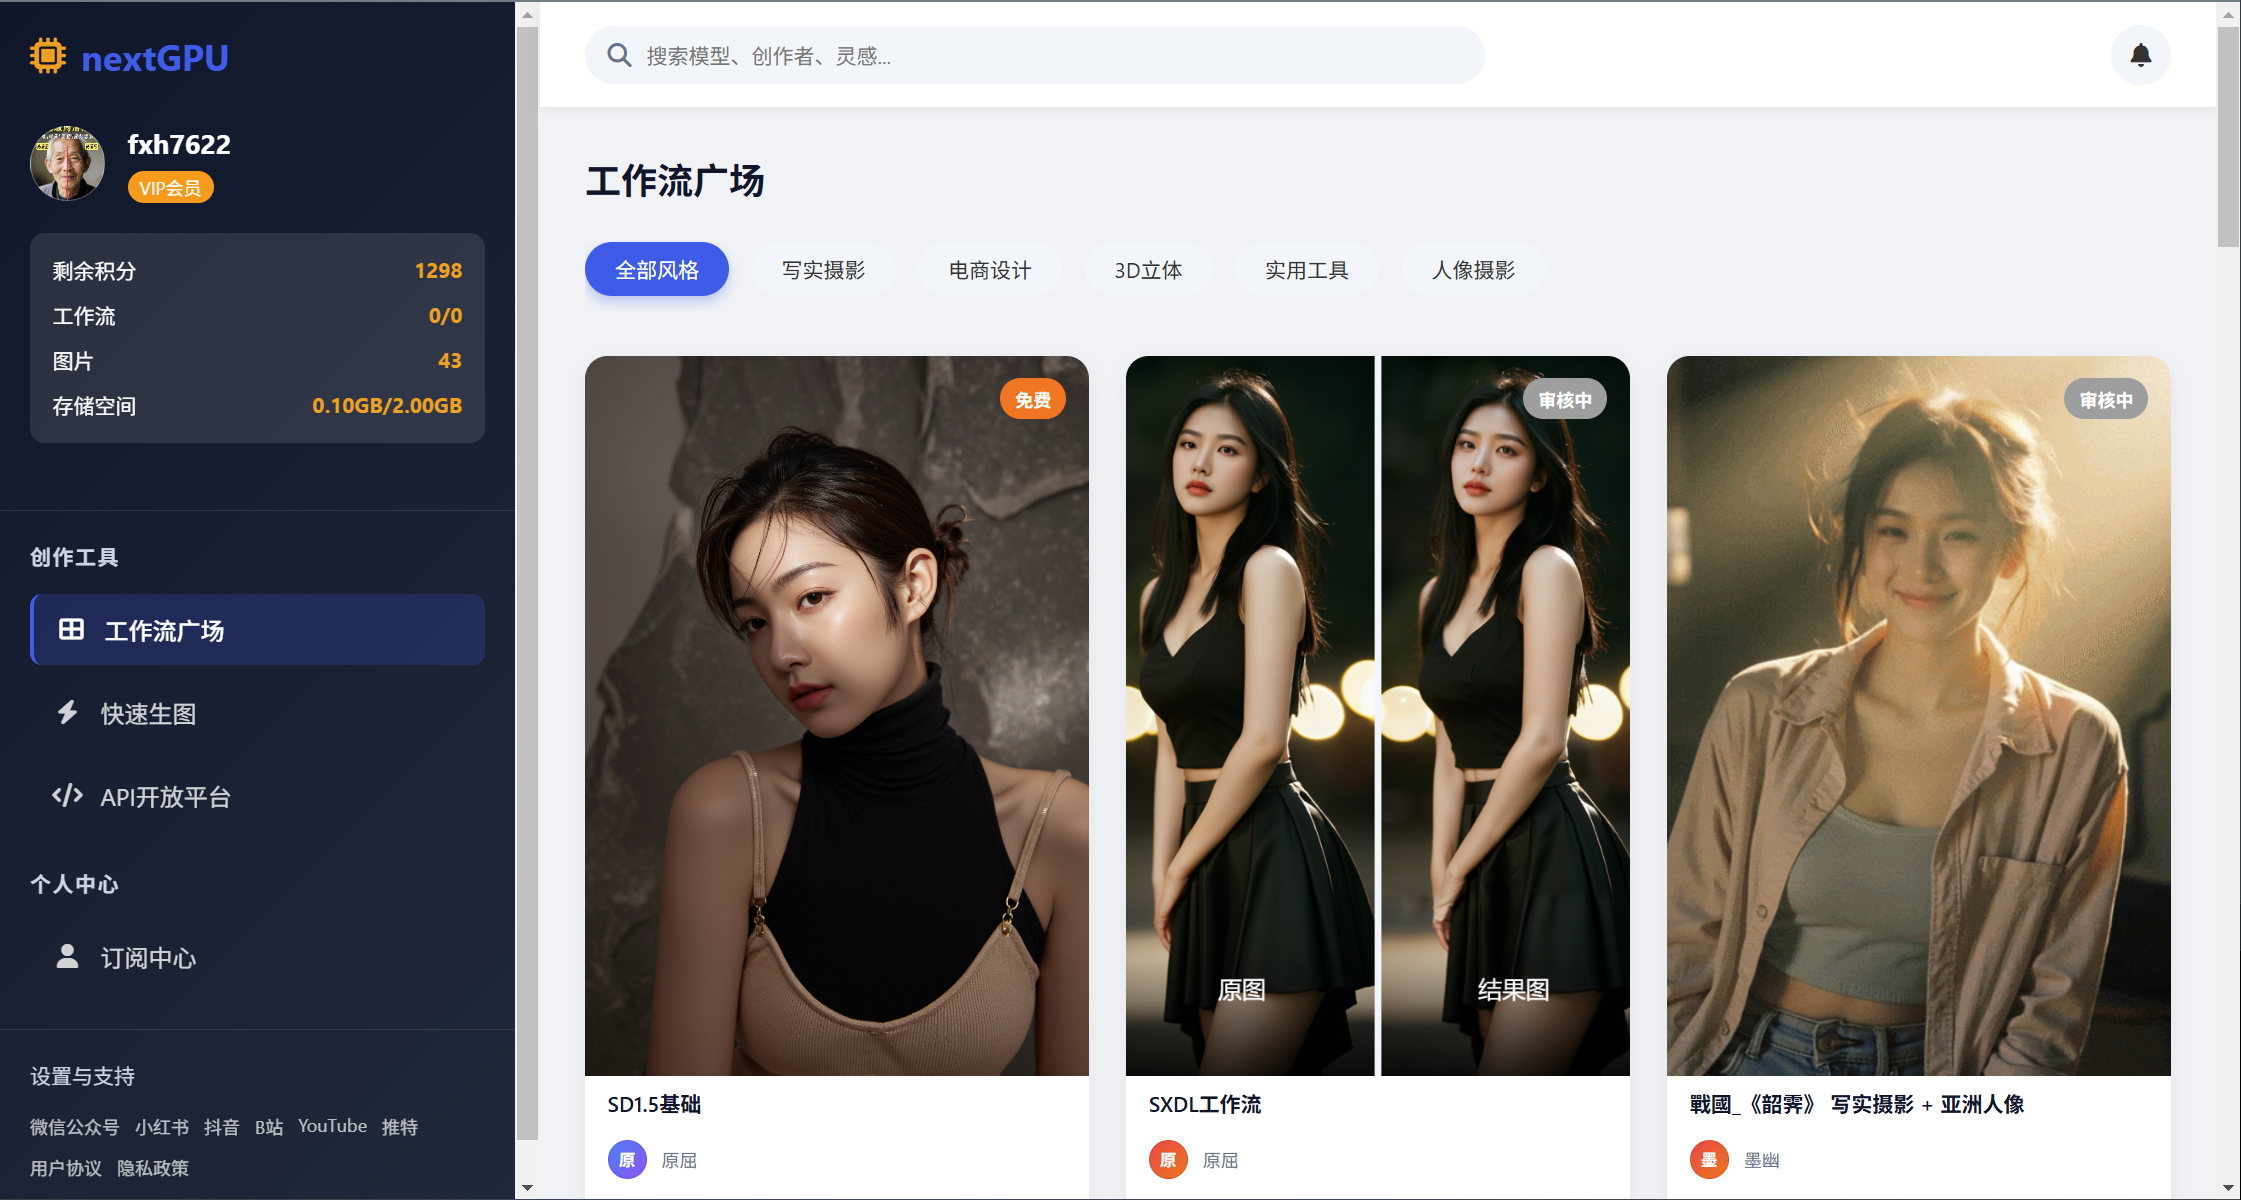 nextGPU
fxh7622
VIP会员
剩余积分 1298
工作流 0/0
图片 43
存储空间 0.10GB/2.00GB
创作工具
工作流广场
快速生图
API开放平台
个人中心
订阅中心
设置与支持
微信公众号 小红书 抖音 B站 YouTube 推特
用户协议 隐私政策
搜索模型、创作者、灵感...
工作流广场
全部风格 写实摄影 电商设计 3D立体 实用工具 人像摄影
免费
审核中
审核中
原图 结果图
SD1.5基础
原 原屈
SXDL工作流
原 原屈
戰國_《韶霁》 写实摄影 + 亚洲人像
墨 墨幽